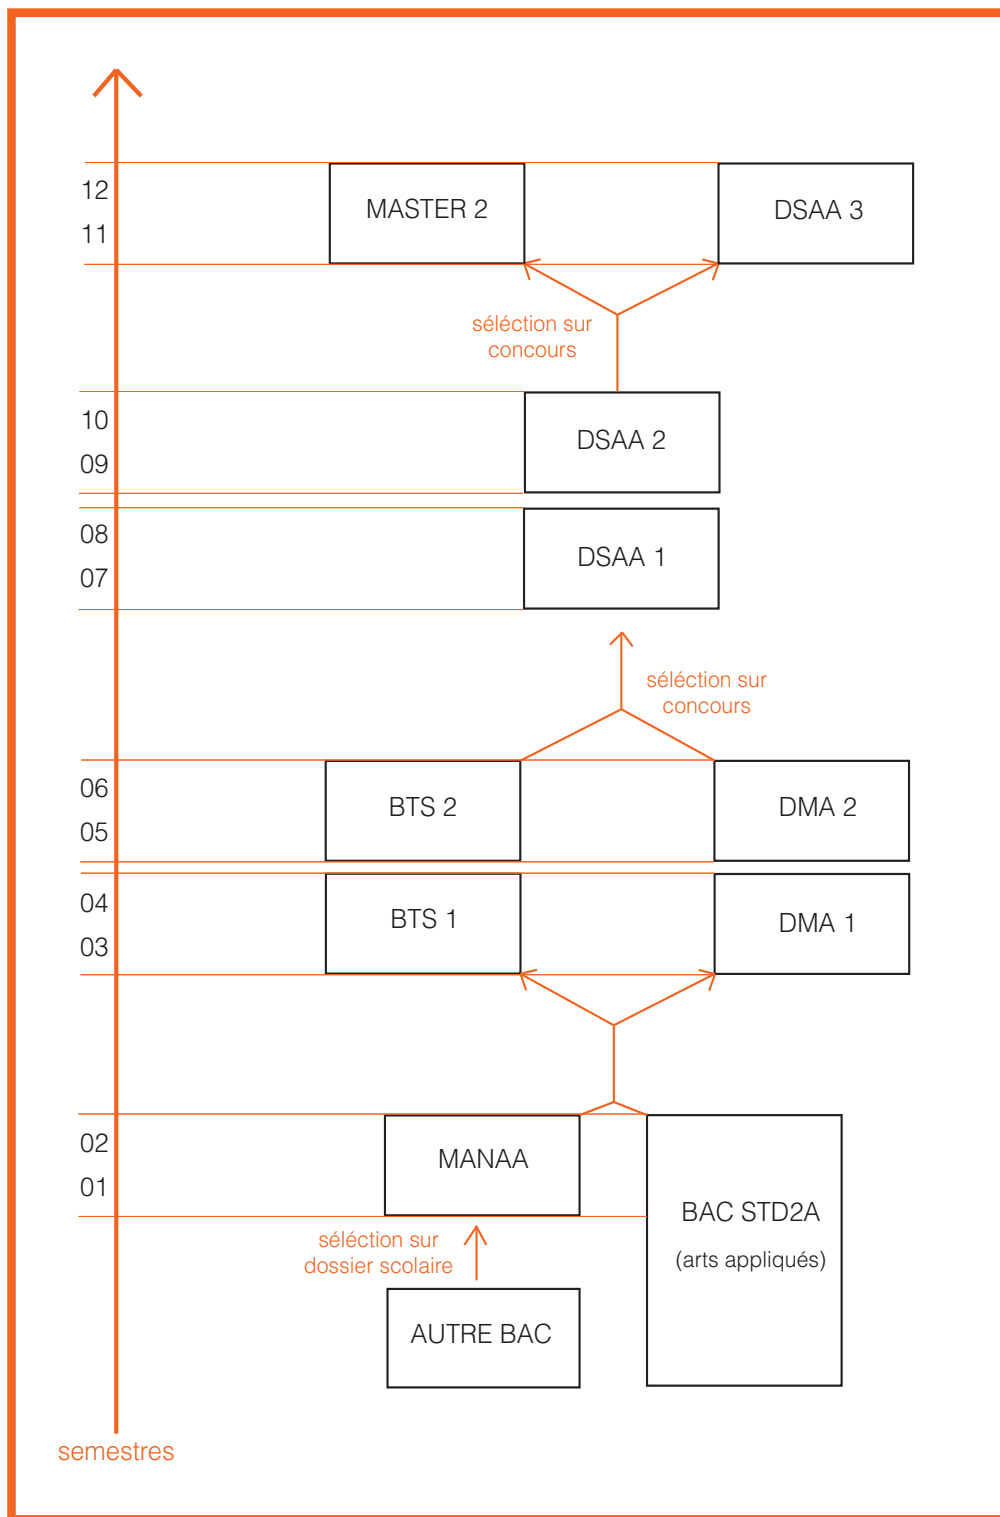 12
MASTER 2
DSAA 3
11
séléction sur
concours
10
DSAA 2
09
08
DSAA 1
07
séléction sur
concours
06
BTS 2
DMA 2
05
04
BTS 1
DMA 1
03
02
MANAA
01
BAC STD2A
(arts appliqués)
séléction sur
dossier scolaire
AUTRE BAC
semestres